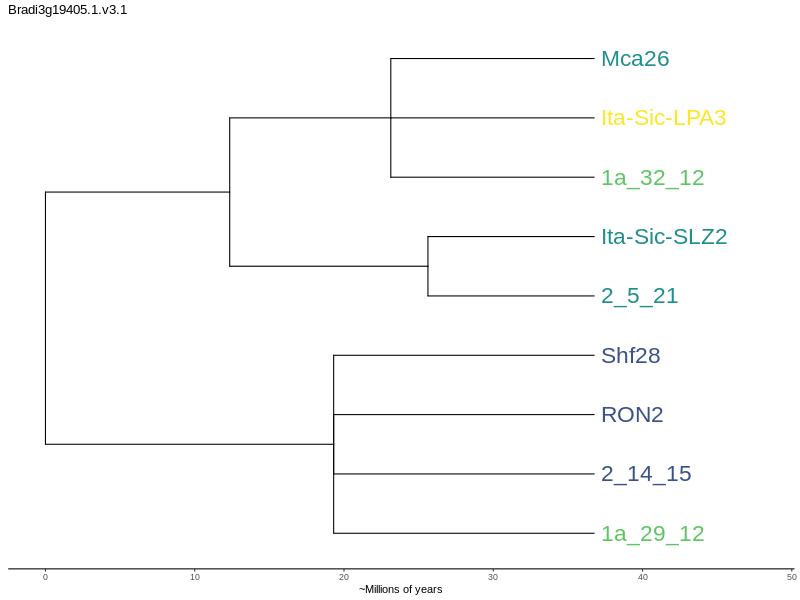 Bradi3g19405.1.v3.1
Mca26
Ita-Sic-LPA3
1a_32_12
Ita-Sic-SLZ2
2_5_21
Shf28
RON2
2_14_15
1a_29_12
0 10 20 30 40 50
~Millions of years